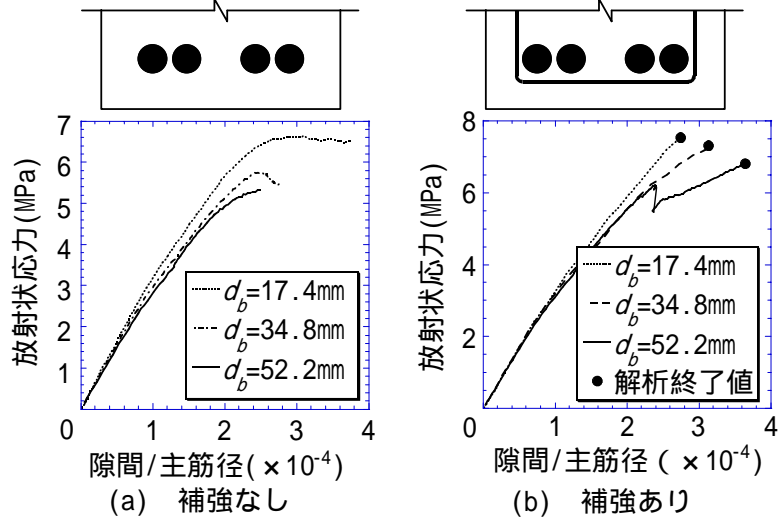 放射状応力(MPa)
7
6
5
4
3
2
1
0
1
2
3
4
d_b=17.4mm
d_b=34.8mm
d_b=52.2mm
隙間/主筋径(×10⁻⁴)
(a) 補強なし
放射状応力(MPa)
8
6
4
2
0
0
1
2
3
4
d_b=17.4mm
d_b=34.8mm
d_b=52.2mm
解析終了値
隙間/主筋径(×10⁻⁴)
(b) 補強あり